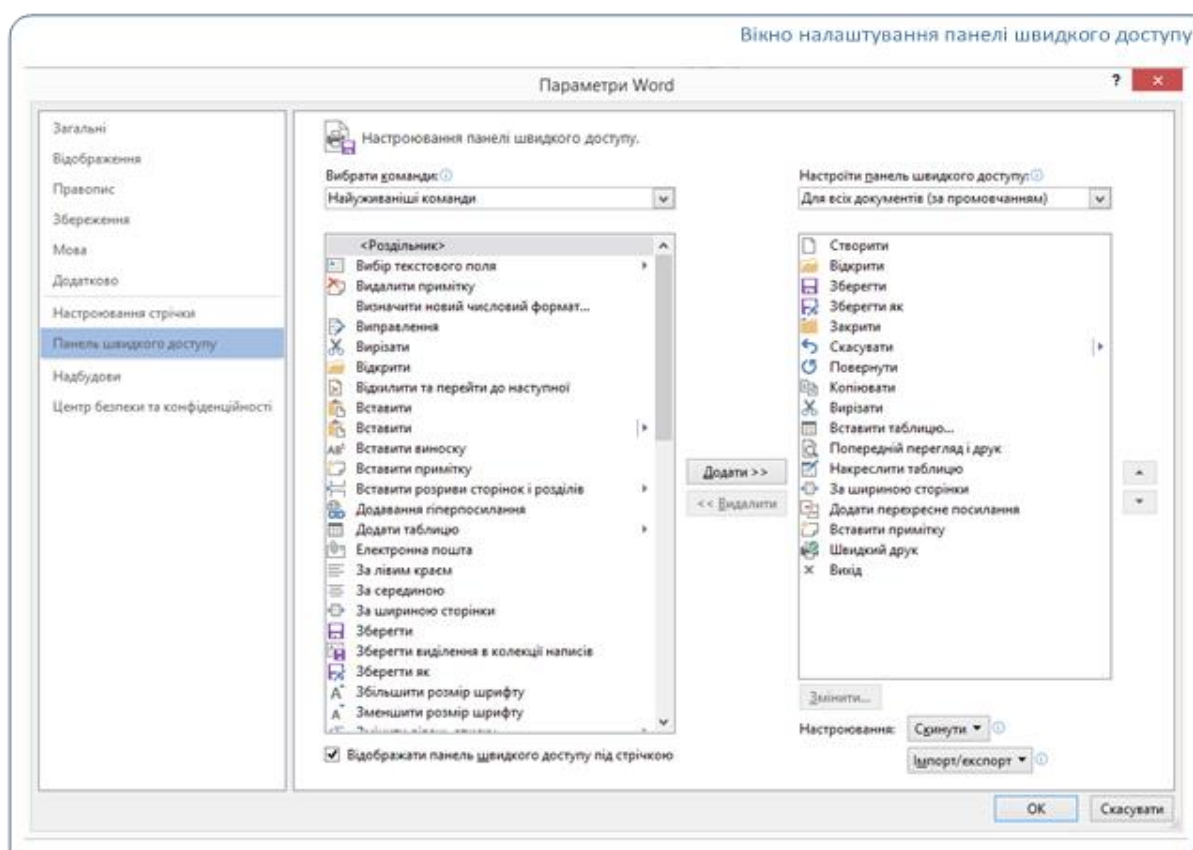 Вікно налаштування панелі швидкого доступу
Параметри Word
?
Загальні
Відображення
Правопис
Збереження
Мова
Додатково
Настроювання стрічки
Панель швидкого доступу
Надбудови
Центр безпеки та конфіденційності
Настроювання панелі швидкого доступу.
Вибрати команди:
Найуживаніші команди
<Роздільник>
Вибір текстового поля
Видалити примітку
Визначити новий числовий формат...
Виправлення
Вирізати
Відкрити
Відхилити та перейти до наступної
Вставити
Вставити
Вставити виноску
Вставити примітку
Вставити розриви сторінок і розділів
Додавання гіперпосилання
Додати таблицю
Електронна пошта
За лівим краєм
За серединою
За шириною сторінки
Зберегти
Зберегти виділення в колекції написів
Зберегти як
Збільшити розмір шрифту
Зменшити розмір шрифту
Відображати панель швидкого доступу під стрічкою
Додати >>
<< Видалити
Настроїти панель швидкого доступу:
Для всіх документів (за промовчанням)
Створити
Відкрити
Зберегти
Зберегти як
Закрити
Скасувати
Повернути
Копіювати
Вирізати
Вставити таблицю...
Попередній перегляд і друк
Накреслити таблицю
За шириною сторінки
Додати перехресне посилання
Вставити примітку
Швидкий друк
Вихід
Змінити...
Настроювання:
Скинути
Імпорт/експорт
ОК
Скасувати